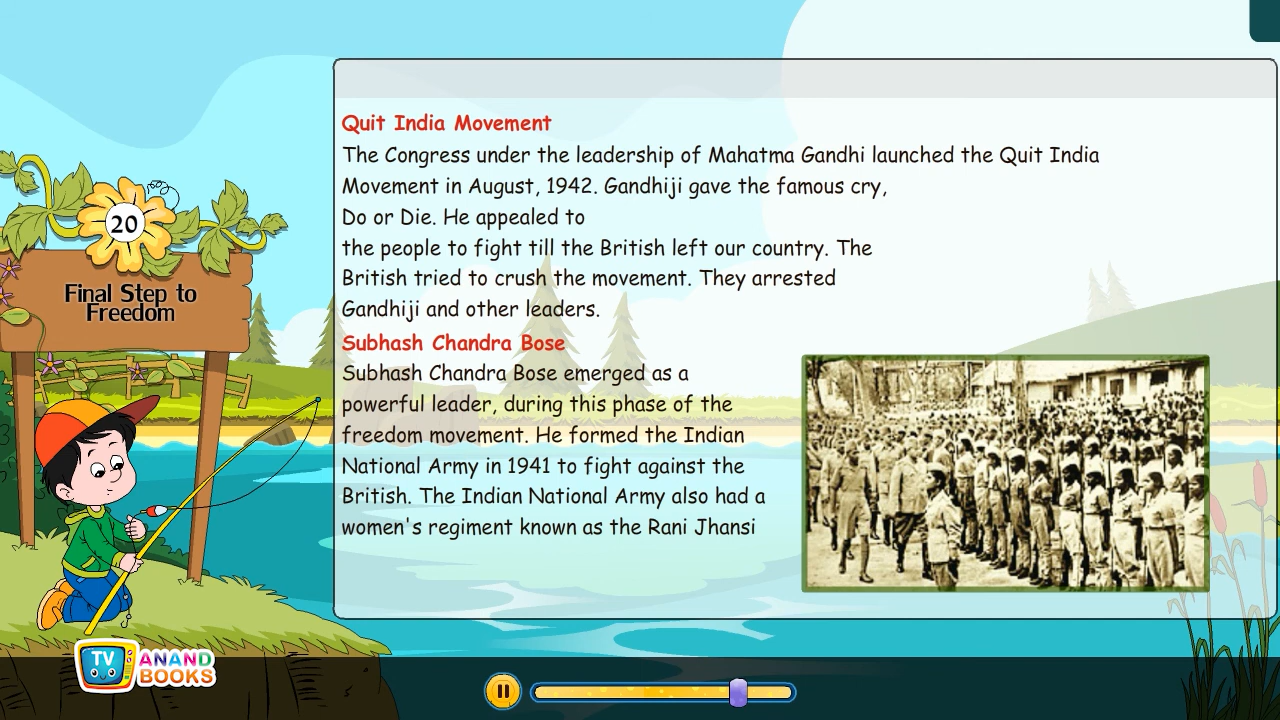 20
Final Step to
Freedom
Quit India Movement
The Congress under the leadership of Mahatma Gandhi launched the Quit India
Movement in August, 1942. Gandhiji gave the famous cry,
Do or Die. He appealed to
the people to fight till the British left our country. The
British tried to crush the movement. They arrested
Gandhiji and other leaders.
Subhash Chandra Bose
Subhash Chandra Bose emerged as a
powerful leader, during this phase of the
freedom movement. He formed the Indian
National Army in 1941 to fight against the
British. The Indian National Army also had a
women's regiment known as the Rani Jhansi
TV
ANAND
BOOKS